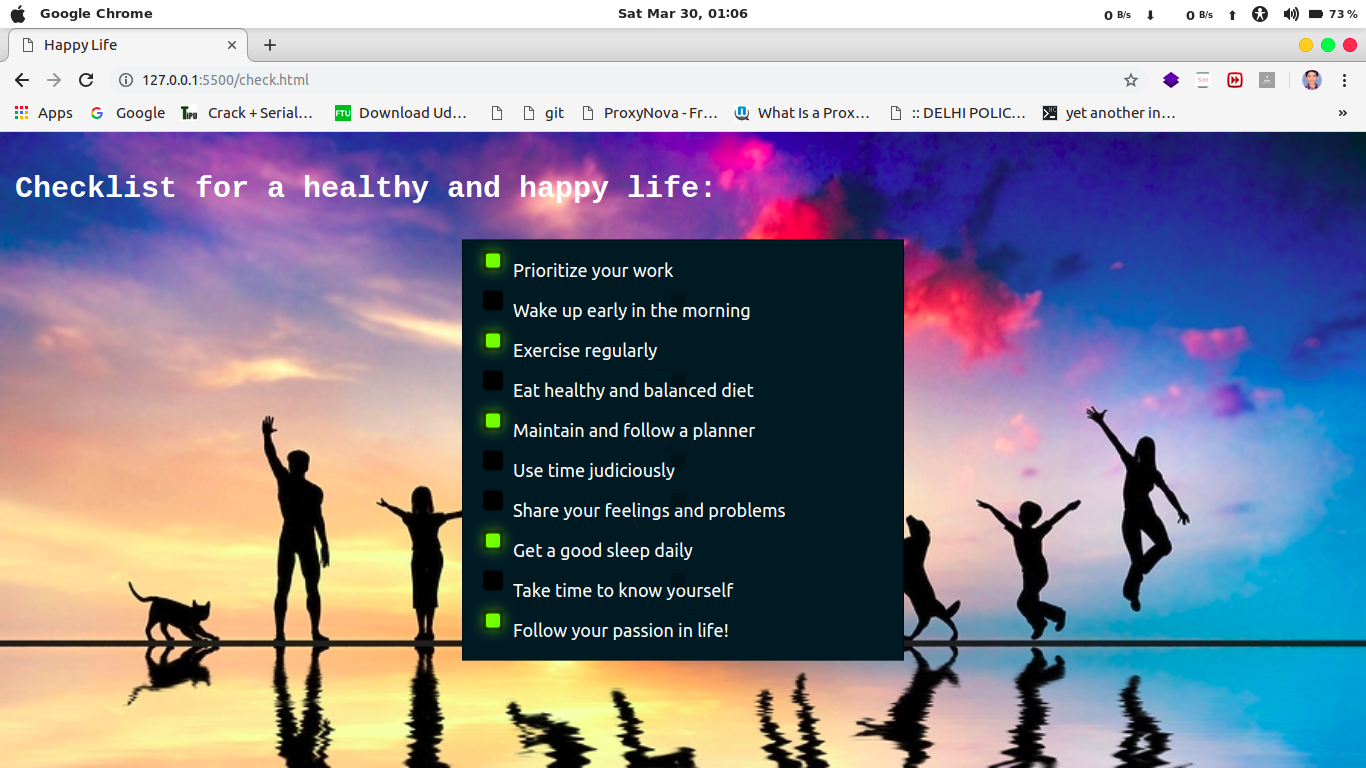 Google Chrome
Sat Mar 30, 01:06
0 B/s 0 B/s 73 %
Happy Life
127.0.0.1:5500/check.html
SH
Apps Google TiPU Crack + Serial… FTU Download Ud… git ProxyNova - Fr… What Is a Prox… :: DELHI POLIC… yet another in… »
Checklist for a healthy and happy life:
Prioritize your work
Wake up early in the morning
Exercise regularly
Eat healthy and balanced diet
Maintain and follow a planner
Use time judiciously
Share your feelings and problems
Get a good sleep daily
Take time to know yourself
Follow your passion in life!